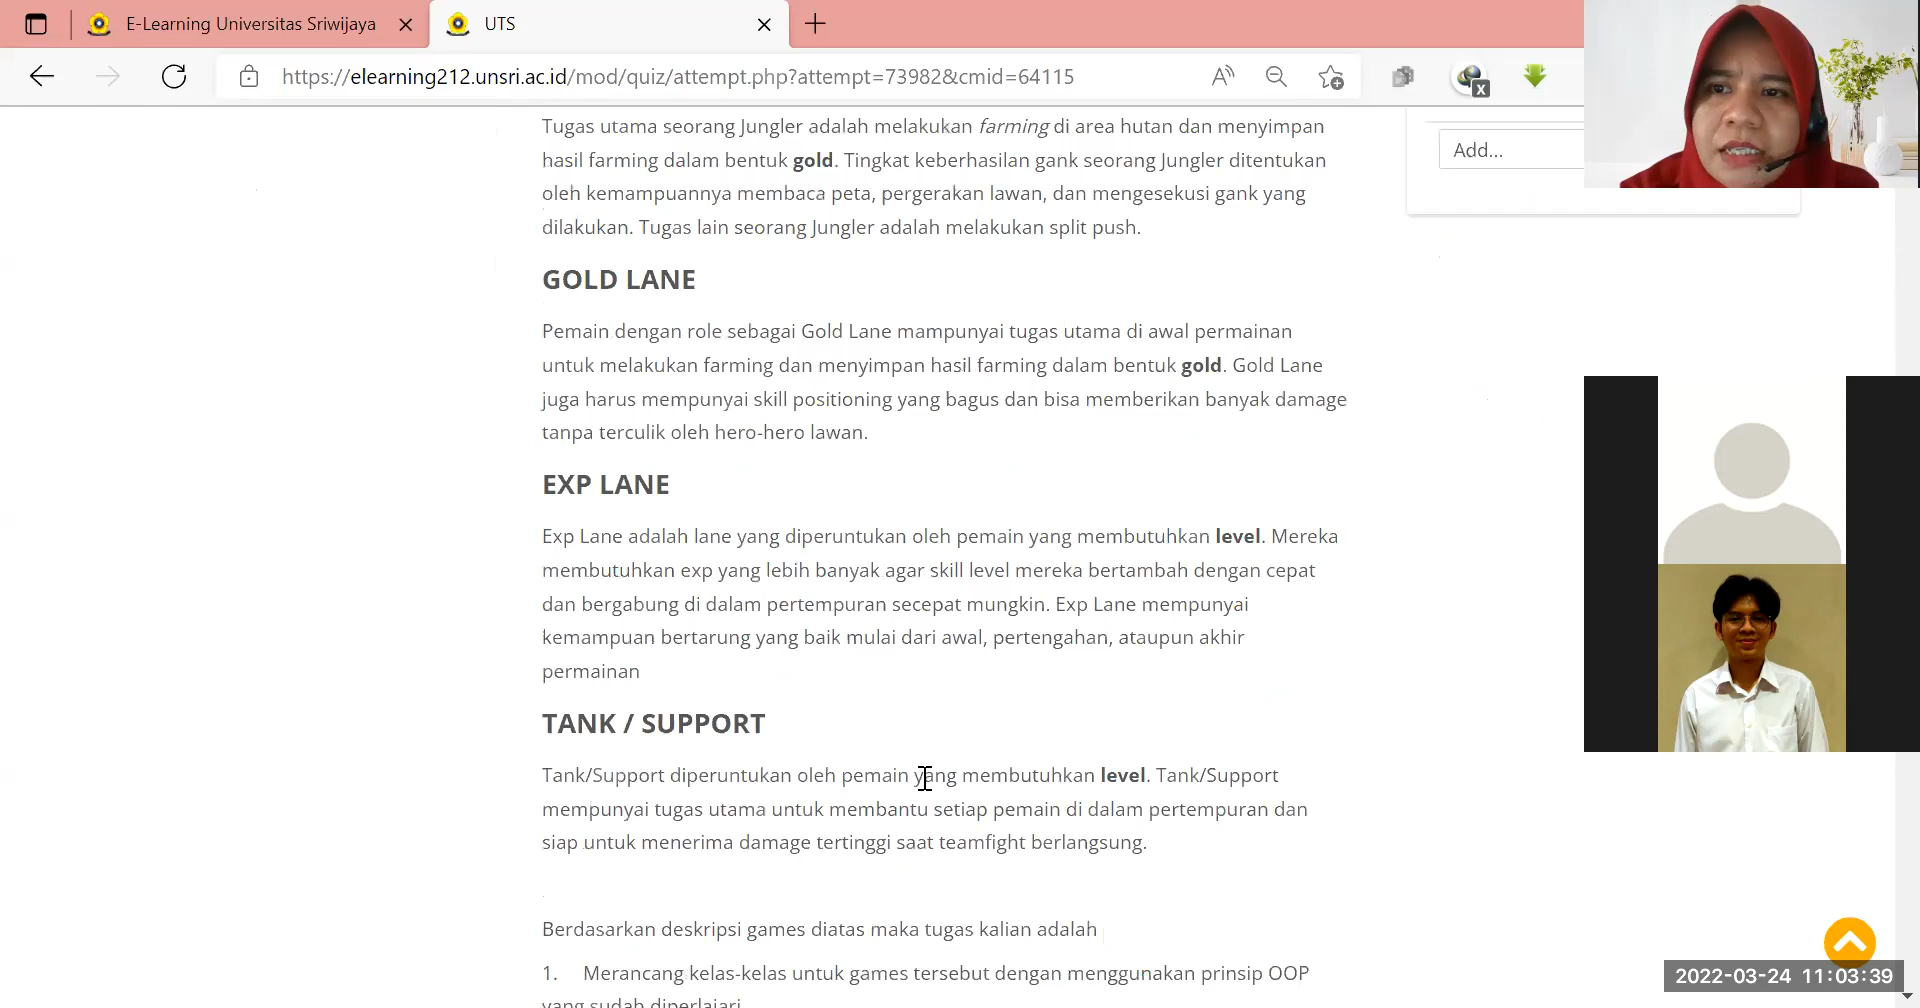 E-Learning Universitas Sriwijaya
UTS
https://elearning212.unsri.ac.id/mod/quiz/attempt.php?attempt=73982&cmid=64115
Tugas utama seorang Jungler adalah melakukan farming di area hutan dan menyimpan
hasil farming dalam bentuk gold. Tingkat keberhasilan gank seorang Jungler ditentukan
oleh kemampuannya membaca peta, pergerakan lawan, dan mengesekusi gank yang
dilakukan. Tugas lain seorang Jungler adalah melakukan split push.
Add...
GOLD LANE
Pemain dengan role sebagai Gold Lane mampunyai tugas utama di awal permainan
untuk melakukan farming dan menyimpan hasil farming dalam bentuk gold. Gold Lane
juga harus mempunyai skill positioning yang bagus dan bisa memberikan banyak damage
tanpa terculik oleh hero-hero lawan.
EXP LANE
Exp Lane adalah lane yang diperuntukan oleh pemain yang membutuhkan level. Mereka
membutuhkan exp yang lebih banyak agar skill level mereka bertambah dengan cepat
dan bergabung di dalam pertempuran secepat mungkin. Exp Lane mempunyai
kemampuan bertarung yang baik mulai dari awal, pertengahan, ataupun akhir
permainan
TANK / SUPPORT
Tank/Support diperuntukan oleh pemain yang membutuhkan level. Tank/Support
mempunyai tugas utama untuk membantu setiap pemain di dalam pertempuran dan
siap untuk menerima damage tertinggi saat teamfight berlangsung.
Berdasarkan deskripsi games diatas maka tugas kalian adalah
1. Merancang kelas-kelas untuk games tersebut dengan menggunakan prinsip OOP
yang sudah diperlajari
2022-03-24 11:03:39